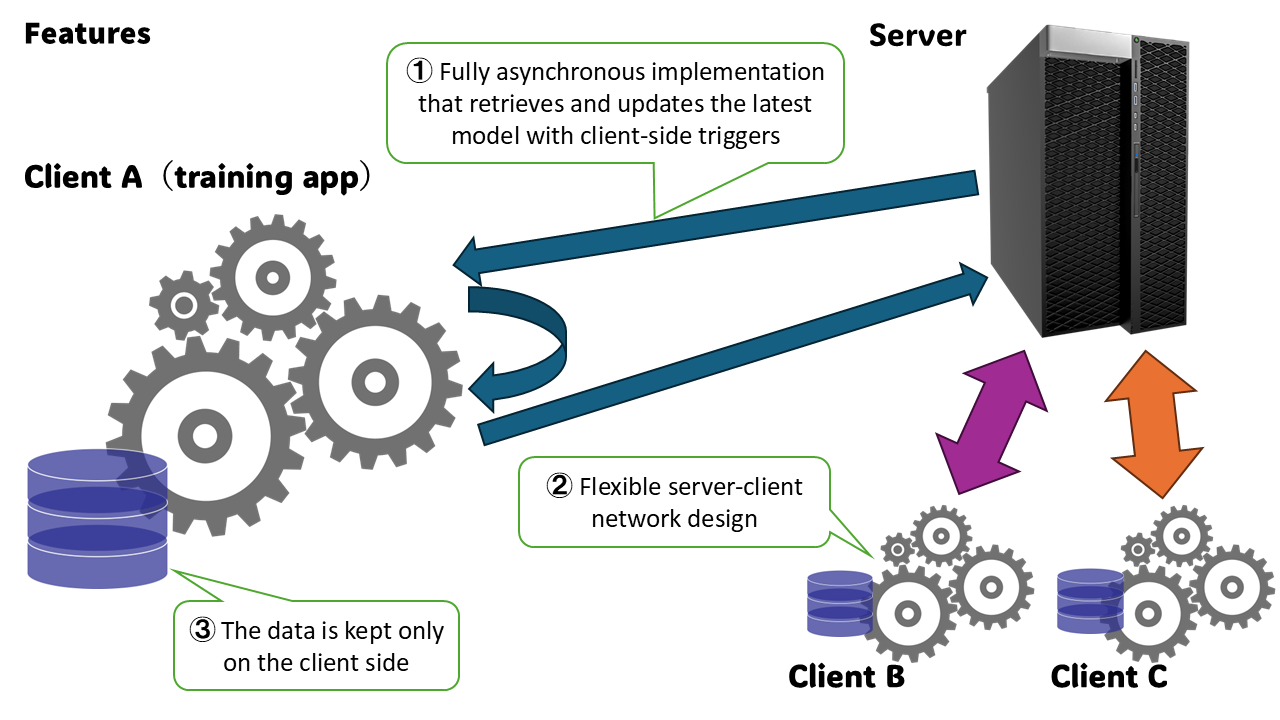 Features
Server
① Fully asynchronous implementation
that retrieves and updates the latest
model with client-side triggers
Client A（training app）
② Flexible server-client
network design
③ The data is kept only
on the client side
Client B
Client C